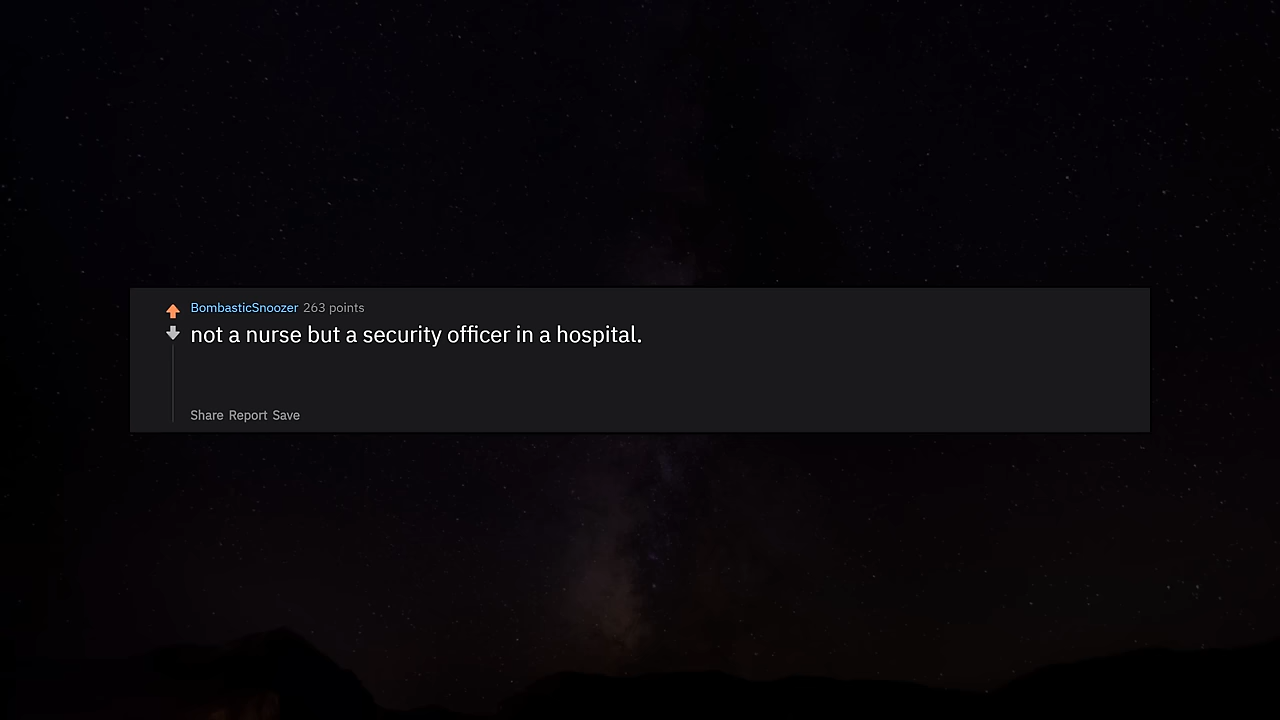 BombasticSnoozer 263 points
not a nurse but a security officer in a hospital.
Share Report Save